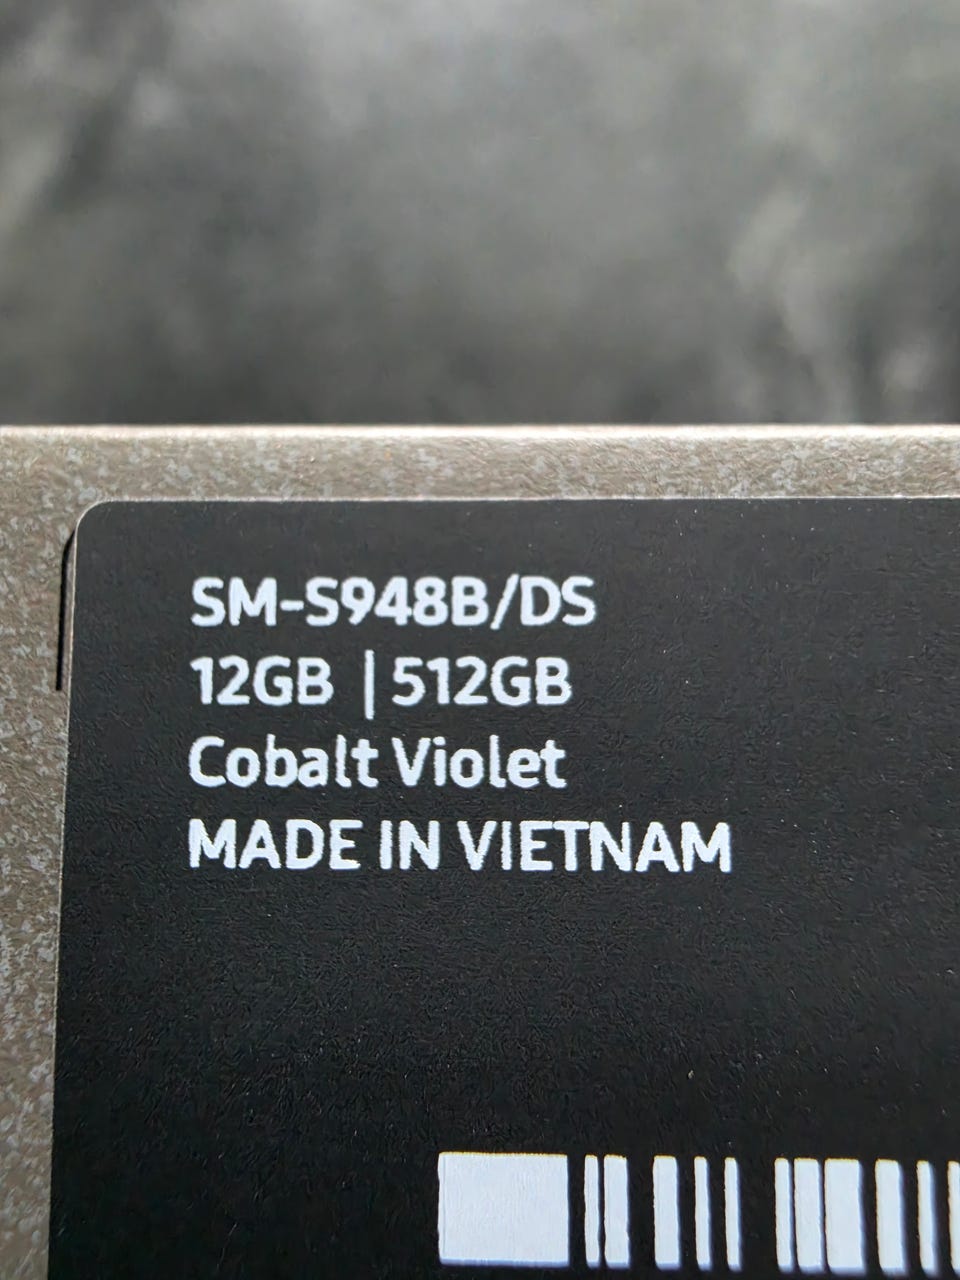 SM-S948B/DS
12GB | 512GB
Cobalt Violet
MADE IN VIETNAM